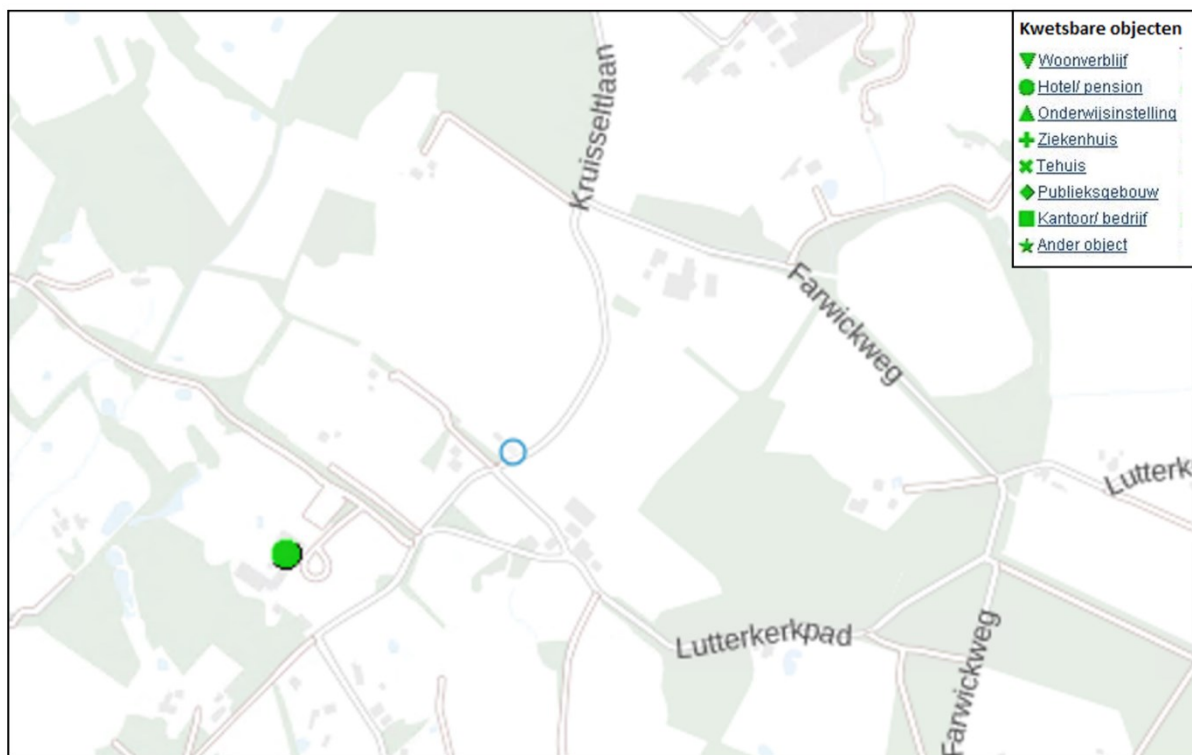 Kwetsbare objecten
Woonverblijf
Hotel/ pension
Onderwijsinstelling
Ziekenhuis
Tehuis
Publieksgebouw
Kantoor/ bedrijf
Ander object
Kruisseltlaan
Farwickweg
Lutterk
Lutterkerkpad
Farwickweg